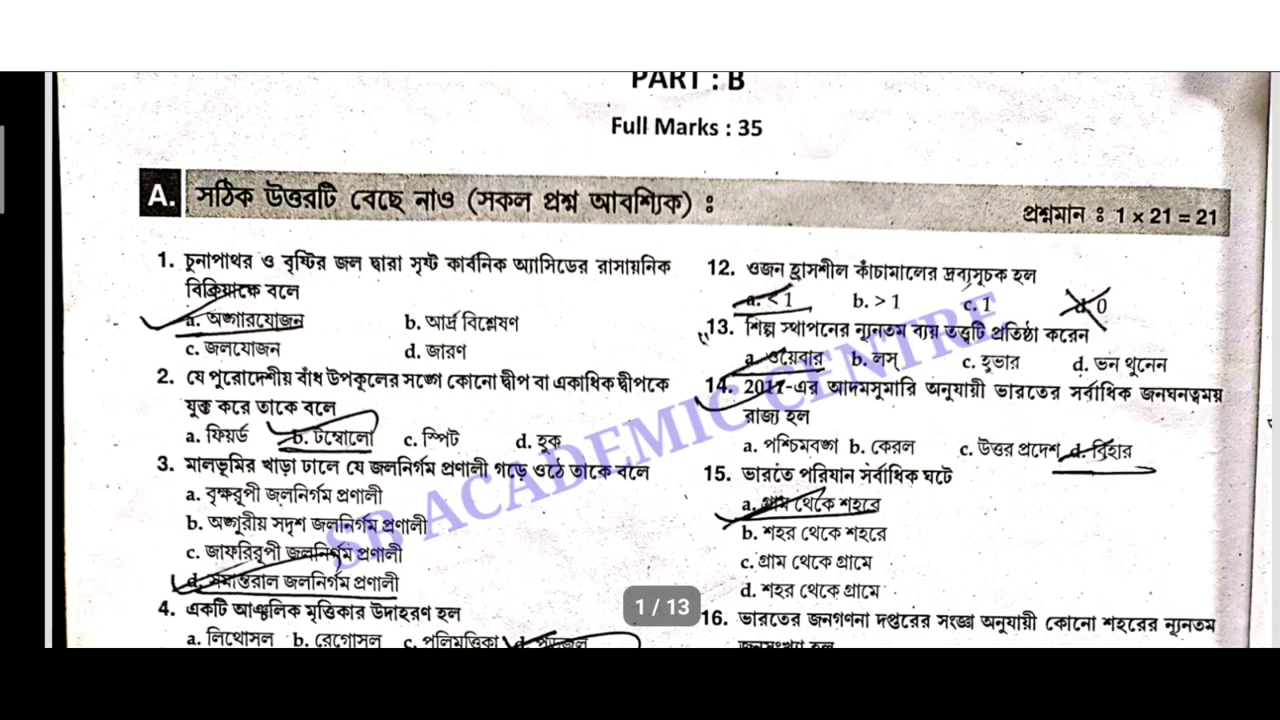 PART : B
Full Marks : 35
A. সঠিক উত্তরটি বেছে নাও (সকল প্রশ্ন আবশ্যিক) :
প্রশ্নমান : 1 × 21 = 21
1. চুনাপাথর ও বৃষ্টির জল দ্বারা সৃষ্ট কার্বনিক অ্যাসিডের রাসায়নিক
বিক্রিয়াকে বলে
a. অঙ্গারযোজন b. আর্দ্র বিশ্লেষণ
c. জলযোজন d. জারণ
2. যে পুরোদেশীয় বাঁধ উপকূলের সঙ্গে কোনো দ্বীপ বা একাধিক দ্বীপকে
যুক্ত করে তাকে বলে
a. ফিয়র্ড b. টম্বোলো c. স্পিট d. হুক
3. মালভূমির খাড়া ঢালে যে জলনির্গম প্রণালী গড়ে ওঠে তাকে বলে
a. বৃক্ষরূপী জলনির্গম প্রণালী
b. অঙ্গুরীয় সদৃশ জলনির্গম প্রণালী
c. জাফরিরূপী জলনির্গম প্রণালী
d. সমান্তরাল জলনির্গম প্রণালী
4. একটি আঞ্চলিক মৃত্তিকার উদাহরণ হল
a. লিথোসল b. রেগোসল c. পলিমৃত্তিকা d. পডজল
12. ওজন হ্রাসশীল কাঁচামালের দ্রব্যসূচক হল
a. < 1 b. > 1 c. 1 d. 0
13. শিল্প স্থাপনের ন্যূনতম ব্যয় তত্ত্বটি প্রতিষ্ঠা করেন
a. ওয়েবার b. লস c. হুভার d. ভন থুনেন
14. 2011-এর আদমসুমারি অনুযায়ী ভারতের সর্বাধিক জনঘনত্বময়
রাজ্য হল
a. পশ্চিমবঙ্গ b. কেরল c. উত্তর প্রদেশ d. বিহার
15. ভারতে পরিযান সর্বাধিক ঘটে
a. গ্রাম থেকে শহরে
b. শহর থেকে শহরে
c. গ্রাম থেকে গ্রামে
d. শহর থেকে গ্রামে
16. ভারতের জনগণনা দপ্তরের সংজ্ঞা অনুযায়ী কোনো শহরের ন্যূনতম
জনসংখ্যা হল
SB ACADEMIC CENTRE
1 / 13